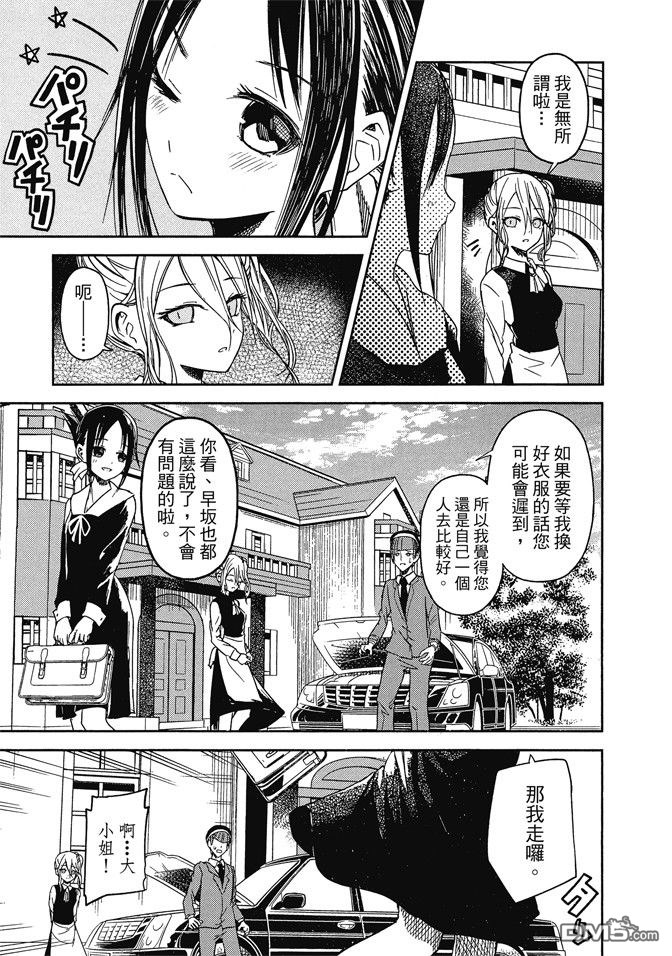 我是無所
謂啦…
パチリ
パチリ
呃——…
如果要等我換
好衣服的話您
可能會遲到，
所以我覺得您
還是自己一個
人去比較好。
你看、早坂也都
這麼說了，不會
有問題的啦。
那我走囉。
啊…大
小姐！
DM5.com